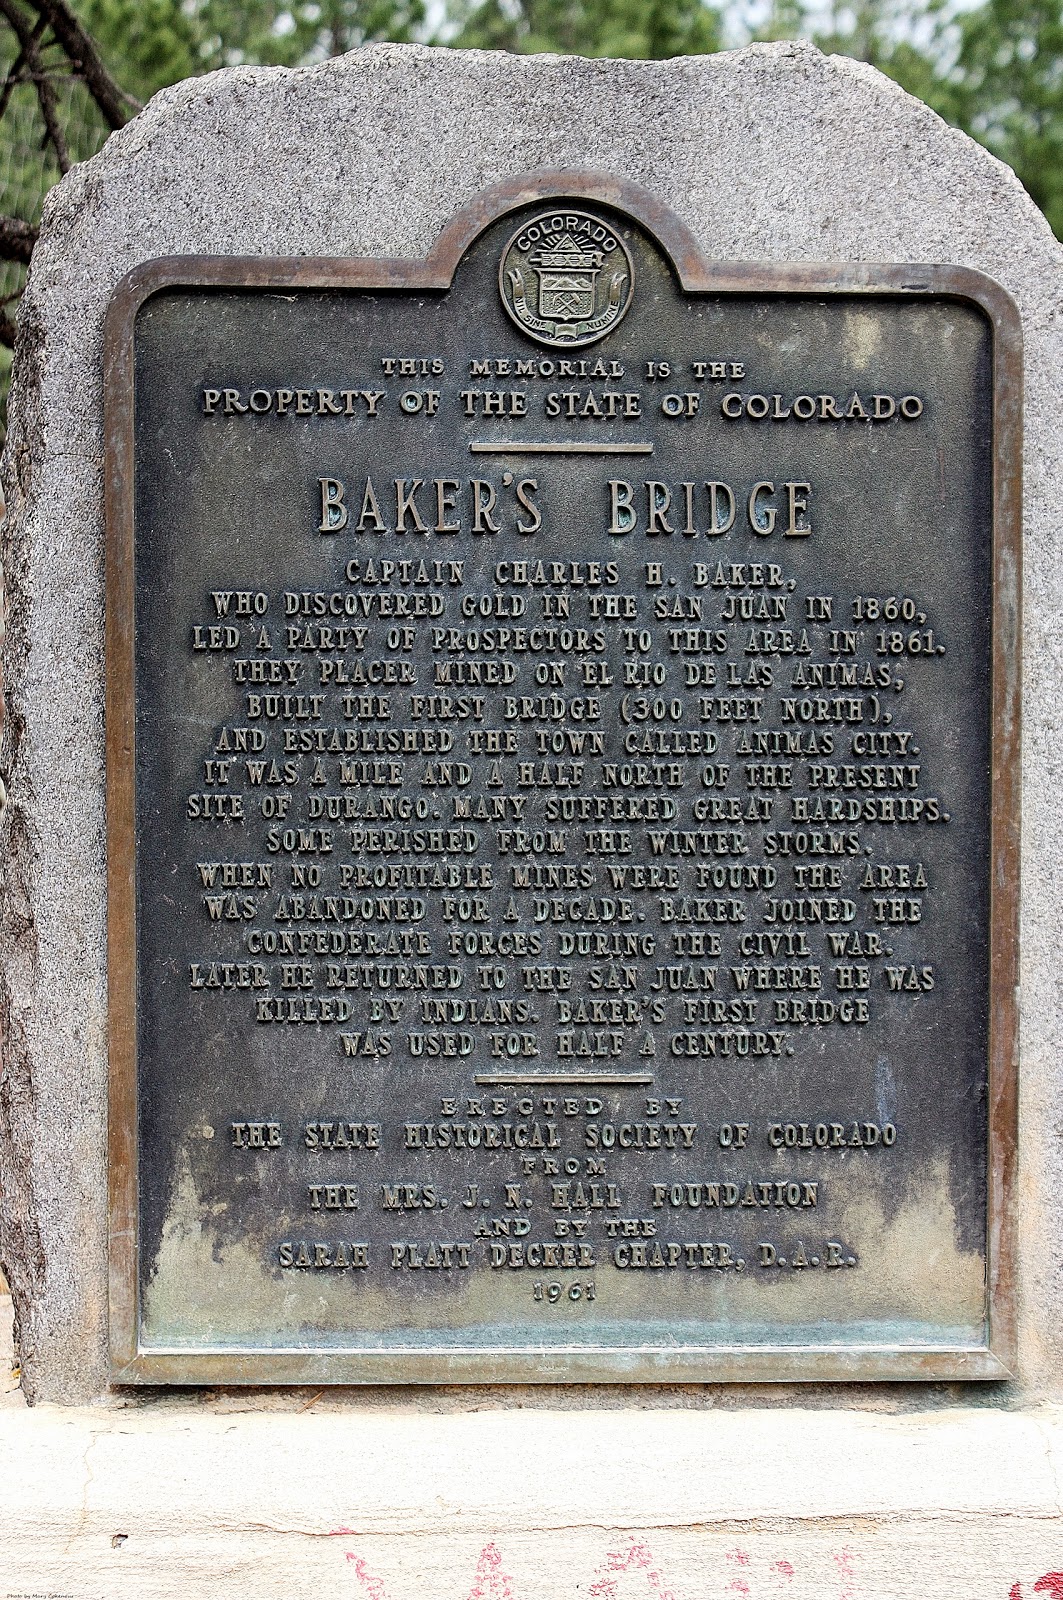 COLORADO
NIL SINE NUMINE
THIS MEMORIAL IS THE
PROPERTY OF THE STATE OF COLORADO
BAKER'S BRIDGE
CAPTAIN CHARLES H. BAKER,
WHO DISCOVERED GOLD IN THE SAN JUAN IN 1860,
LED A PARTY OF PROSPECTORS TO THIS AREA IN 1861.
THEY PLACER MINED ON EL RIO DE LAS ANIMAS,
BUILT THE FIRST BRIDGE (300 FEET NORTH),
AND ESTABLISHED THE TOWN CALLED ANIMAS CITY.
IT WAS A MILE AND A HALF NORTH OF THE PRESENT
SITE OF DURANGO. MANY SUFFERED GREAT HARDSHIPS.
SOME PERISHED FROM THE WINTER STORMS.
WHEN NO PROFITABLE MINES WERE FOUND THE AREA
WAS ABANDONED FOR A DECADE. BAKER JOINED THE
CONFEDERATE FORCES DURING THE CIVIL WAR.
LATER HE RETURNED TO THE SAN JUAN WHERE HE WAS
KILLED BY INDIANS. BAKER'S FIRST BRIDGE
WAS USED FOR HALF A CENTURY.
ERECTED BY
THE STATE HISTORICAL SOCIETY OF COLORADO
FROM
THE MRS. J. N. HALL FOUNDATION
AND BY THE
SARAH PLATT DECKER CHAPTER, D.A.R.
1961
Photo by Mary